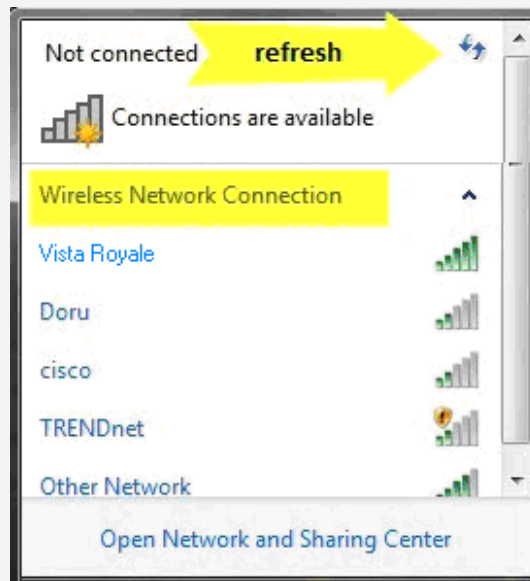 Not connected refresh
Connections are available
Wireless Network Connection
Vista Royale
Doru
cisco
TRENDnet
Other Network
Open Network and Sharing Center